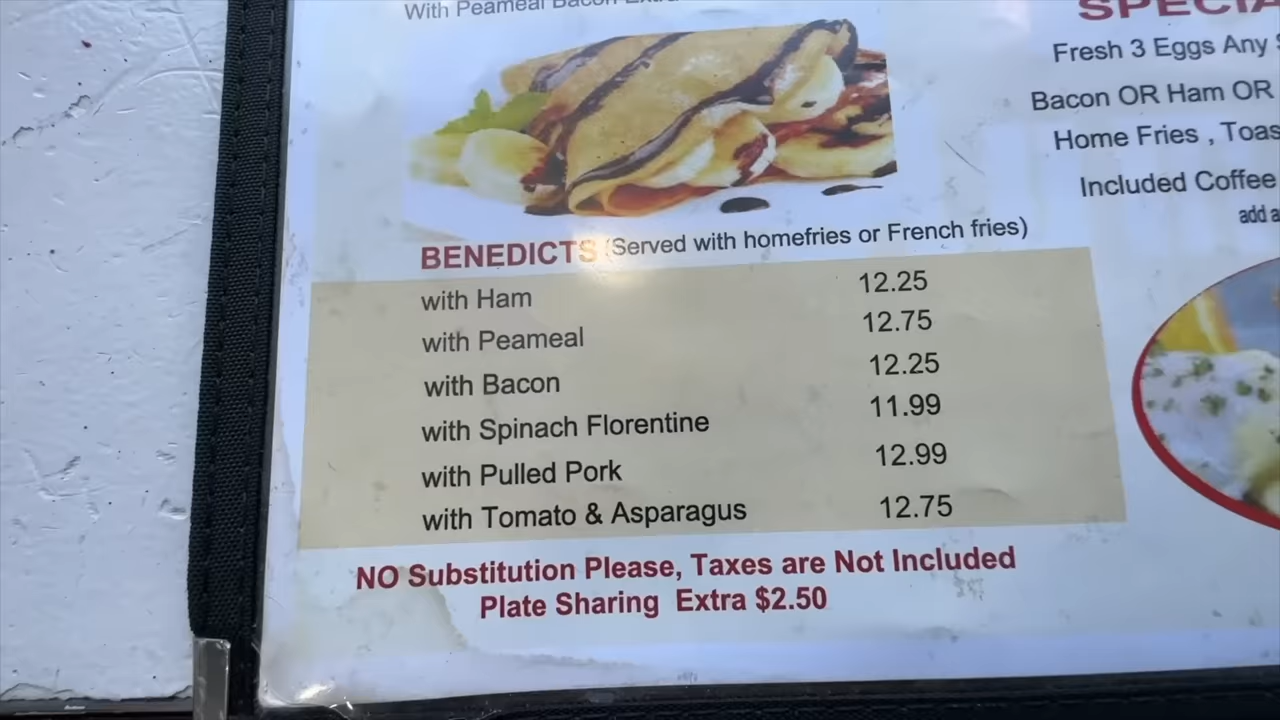 With Peameal Bacon
SPECIA
Fresh 3 Eggs Any
Bacon OR Ham OR
Home Fries , Toas
Included Coffee
add a
BENEDICTS (Served with homefries or French fries)
with Ham 12.25
with Peameal 12.75
with Bacon 12.25
with Spinach Florentine 11.99
with Pulled Pork 12.99
with Tomato & Asparagus 12.75
NO Substitution Please, Taxes are Not Included
Plate Sharing Extra $2.50